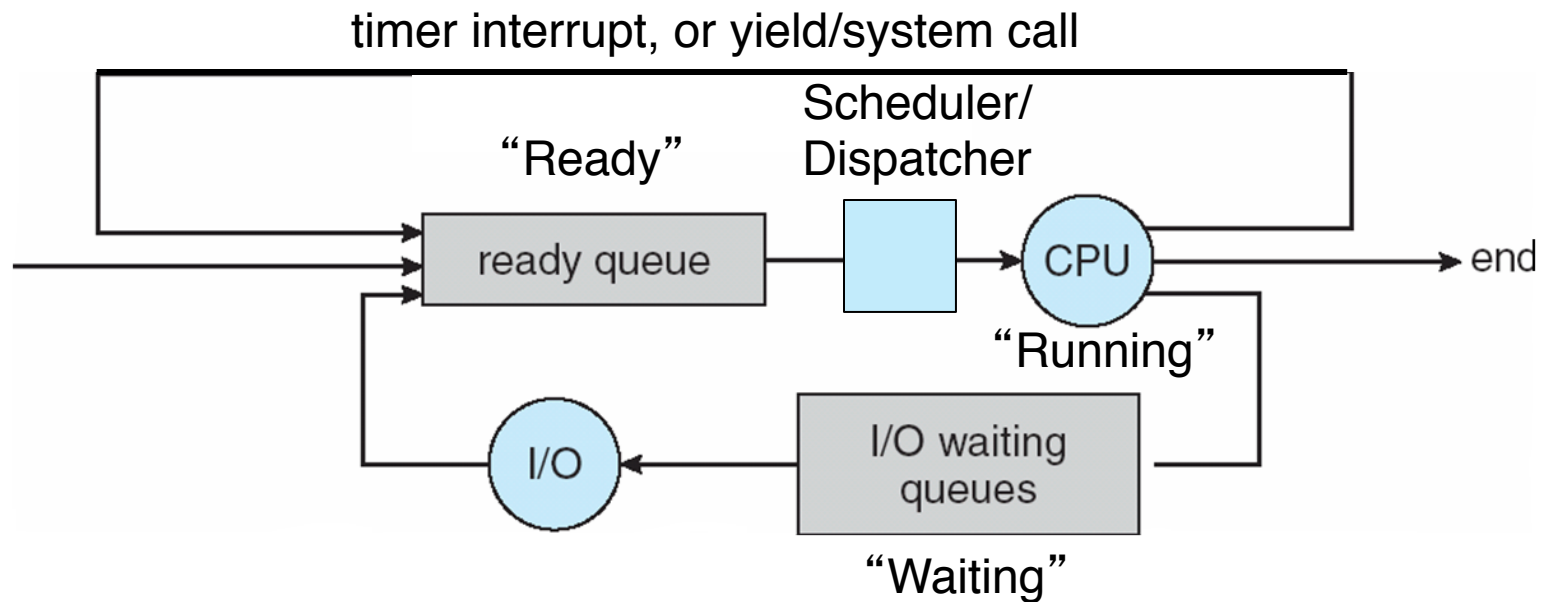 timer interrupt, or yield/system call
Scheduler/
Dispatcher
“Ready”
ready queue
CPU
end
“Running”
I/O
I/O waiting
queues
“Waiting”